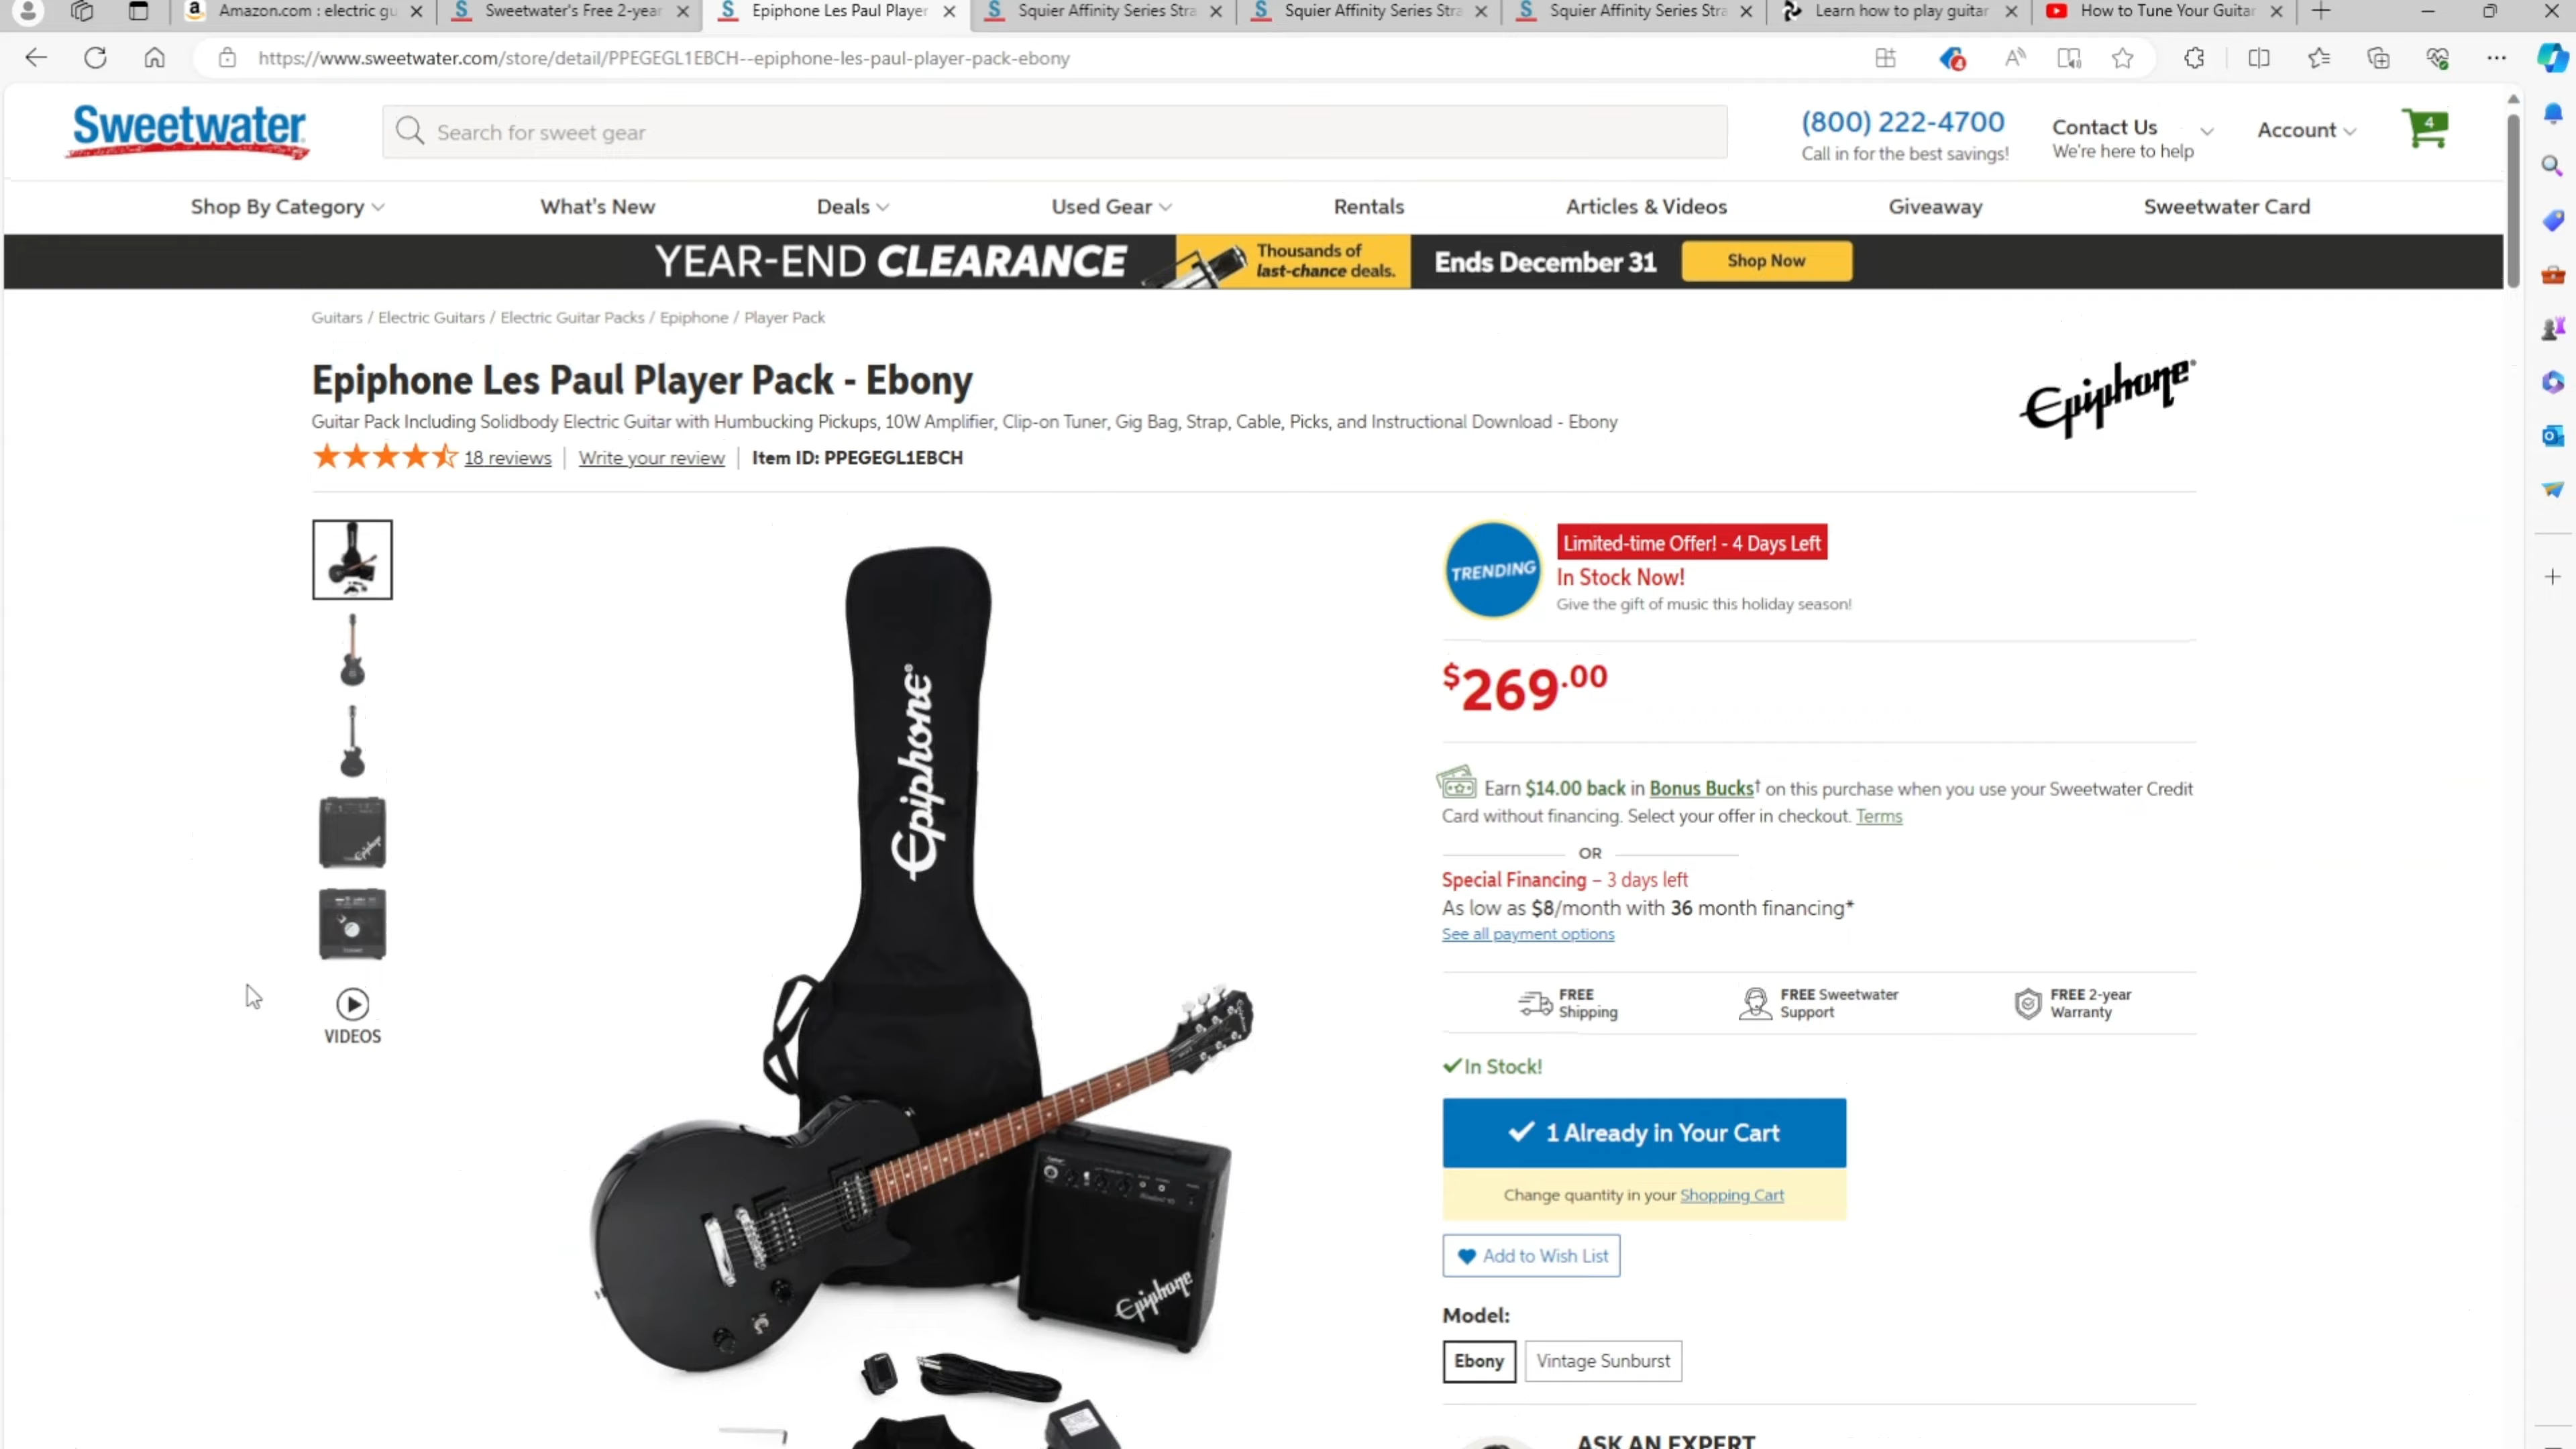 Amazon.com : electric gu
Sweetwater's Free 2-year
Epiphone Les Paul Player
Squier Affinity Series Stra
Squier Affinity Series Stra
Squier Affinity Series Stra
Learn how to play guitar
How to Tune Your Guitar
https://www.sweetwater.com/store/detail/PPEGEGL1EBCH--epiphone-les-paul-player-pack-ebony
Sweetwater
Search for sweet gear
(800) 222-4700
Call in for the best savings!
Contact Us
We're here to help
Account
4
Shop By Category
What's New
Deals
Used Gear
Rentals
Articles & Videos
Giveaway
Sweetwater Card
YEAR-END CLEARANCE
Thousands of
last-chance deals.
Ends December 31
Shop Now
Guitars / Electric Guitars / Electric Guitar Packs / Epiphone / Player Pack
Epiphone Les Paul Player Pack - Ebony
Guitar Pack Including Solidbody Electric Guitar with Humbucking Pickups, 10W Amplifier, Clip-on Tuner, Gig Bag, Strap, Cable, Picks, and Instructional Download - Ebony
18 reviews
Write your review
Item ID: PPEGEGL1EBCH
Epiphone
TRENDING
Limited-time Offer! - 4 Days Left
In Stock Now!
Give the gift of music this holiday season!
$269.00
Earn $14.00 back in Bonus Bucks† on this purchase when you use your Sweetwater Credit
Card without financing. Select your offer in checkout. Terms
OR
Special Financing – 3 days left
As low as $8/month with 36 month financing*
See all payment options
FREE
Shipping
FREE Sweetwater
Support
FREE 2-year
Warranty
In Stock!
1 Already in Your Cart
Change quantity in your Shopping Cart
Add to Wish List
Model:
Ebony
Vintage Sunburst
ASK AN EXPERT
VIDEOS
Epiphone
Epiphone